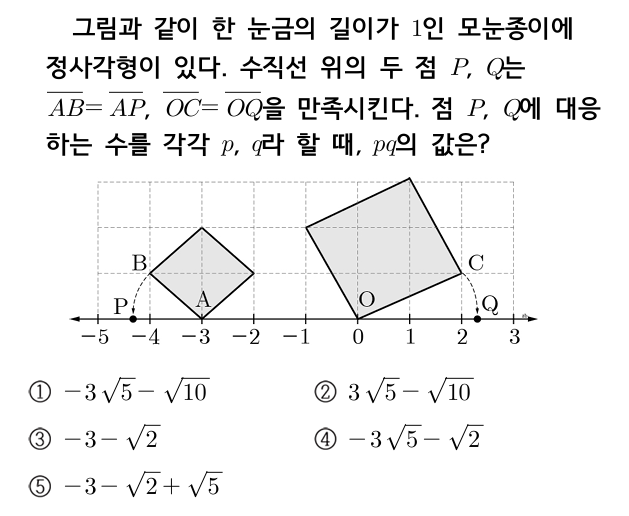 그림과 같이 한 눈금의 길이가 1인 모눈종이에
정사각형이 있다. 수직선 위의 두 점 P, Q는
$\overline{AB}=\overline{AP}$, $\overline{OC}=\overline{OQ}$을 만족시킨다. 점 P, Q에 대응
하는 수를 각각 p, q라 할 때, pq의 값은?
B C
P A O Q
−5 −4 −3 −2 −1 0 1 2 3
① $-3\sqrt{5}-\sqrt{10}$ ② $3\sqrt{5}-\sqrt{10}$
③ $-3-\sqrt{2}$ ④ $-3\sqrt{5}-\sqrt{2}$
⑤ $-3-\sqrt{2}+\sqrt{5}$